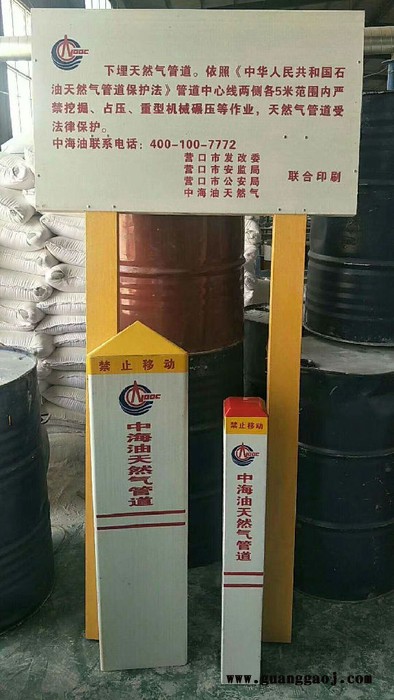 CNOOC
下埋天然气管道。依照《中华人民共和国石
油天然气管道保护法》管道中心线两侧各5米范围内严
禁挖掘、占压、重型机械碾压等作业，天然气管道受
法律保护。
中海油联系电话：400-100-7772
营口市发改委
营口市安监局
营口市公安局
中海油天然气
联合印刷
禁止移动
CNOOC
中海油天然气管道
禁止移动
CNOOC
中海油天然气管道
www.guanggaoj.com